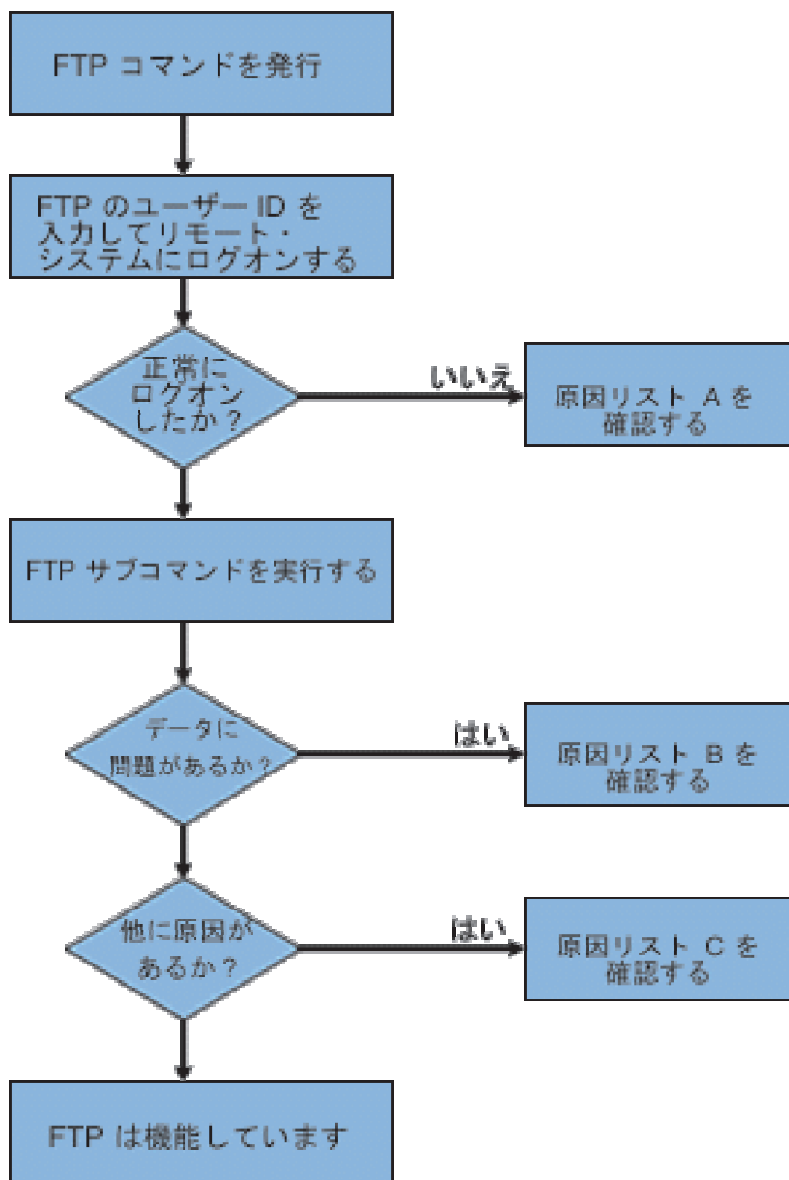 FTP コマンドを発行
FTP のユーザー ID を
入力してリモート・
システムにログオンする
正常に
ログオン
したか？
いいえ
原因リスト A を
確認する
FTP サブコマンドを実行する
データに
問題があるか？
はい
原因リスト B を
確認する
他に原因が
あるか？
はい
原因リスト C を
確認する
FTP は機能しています